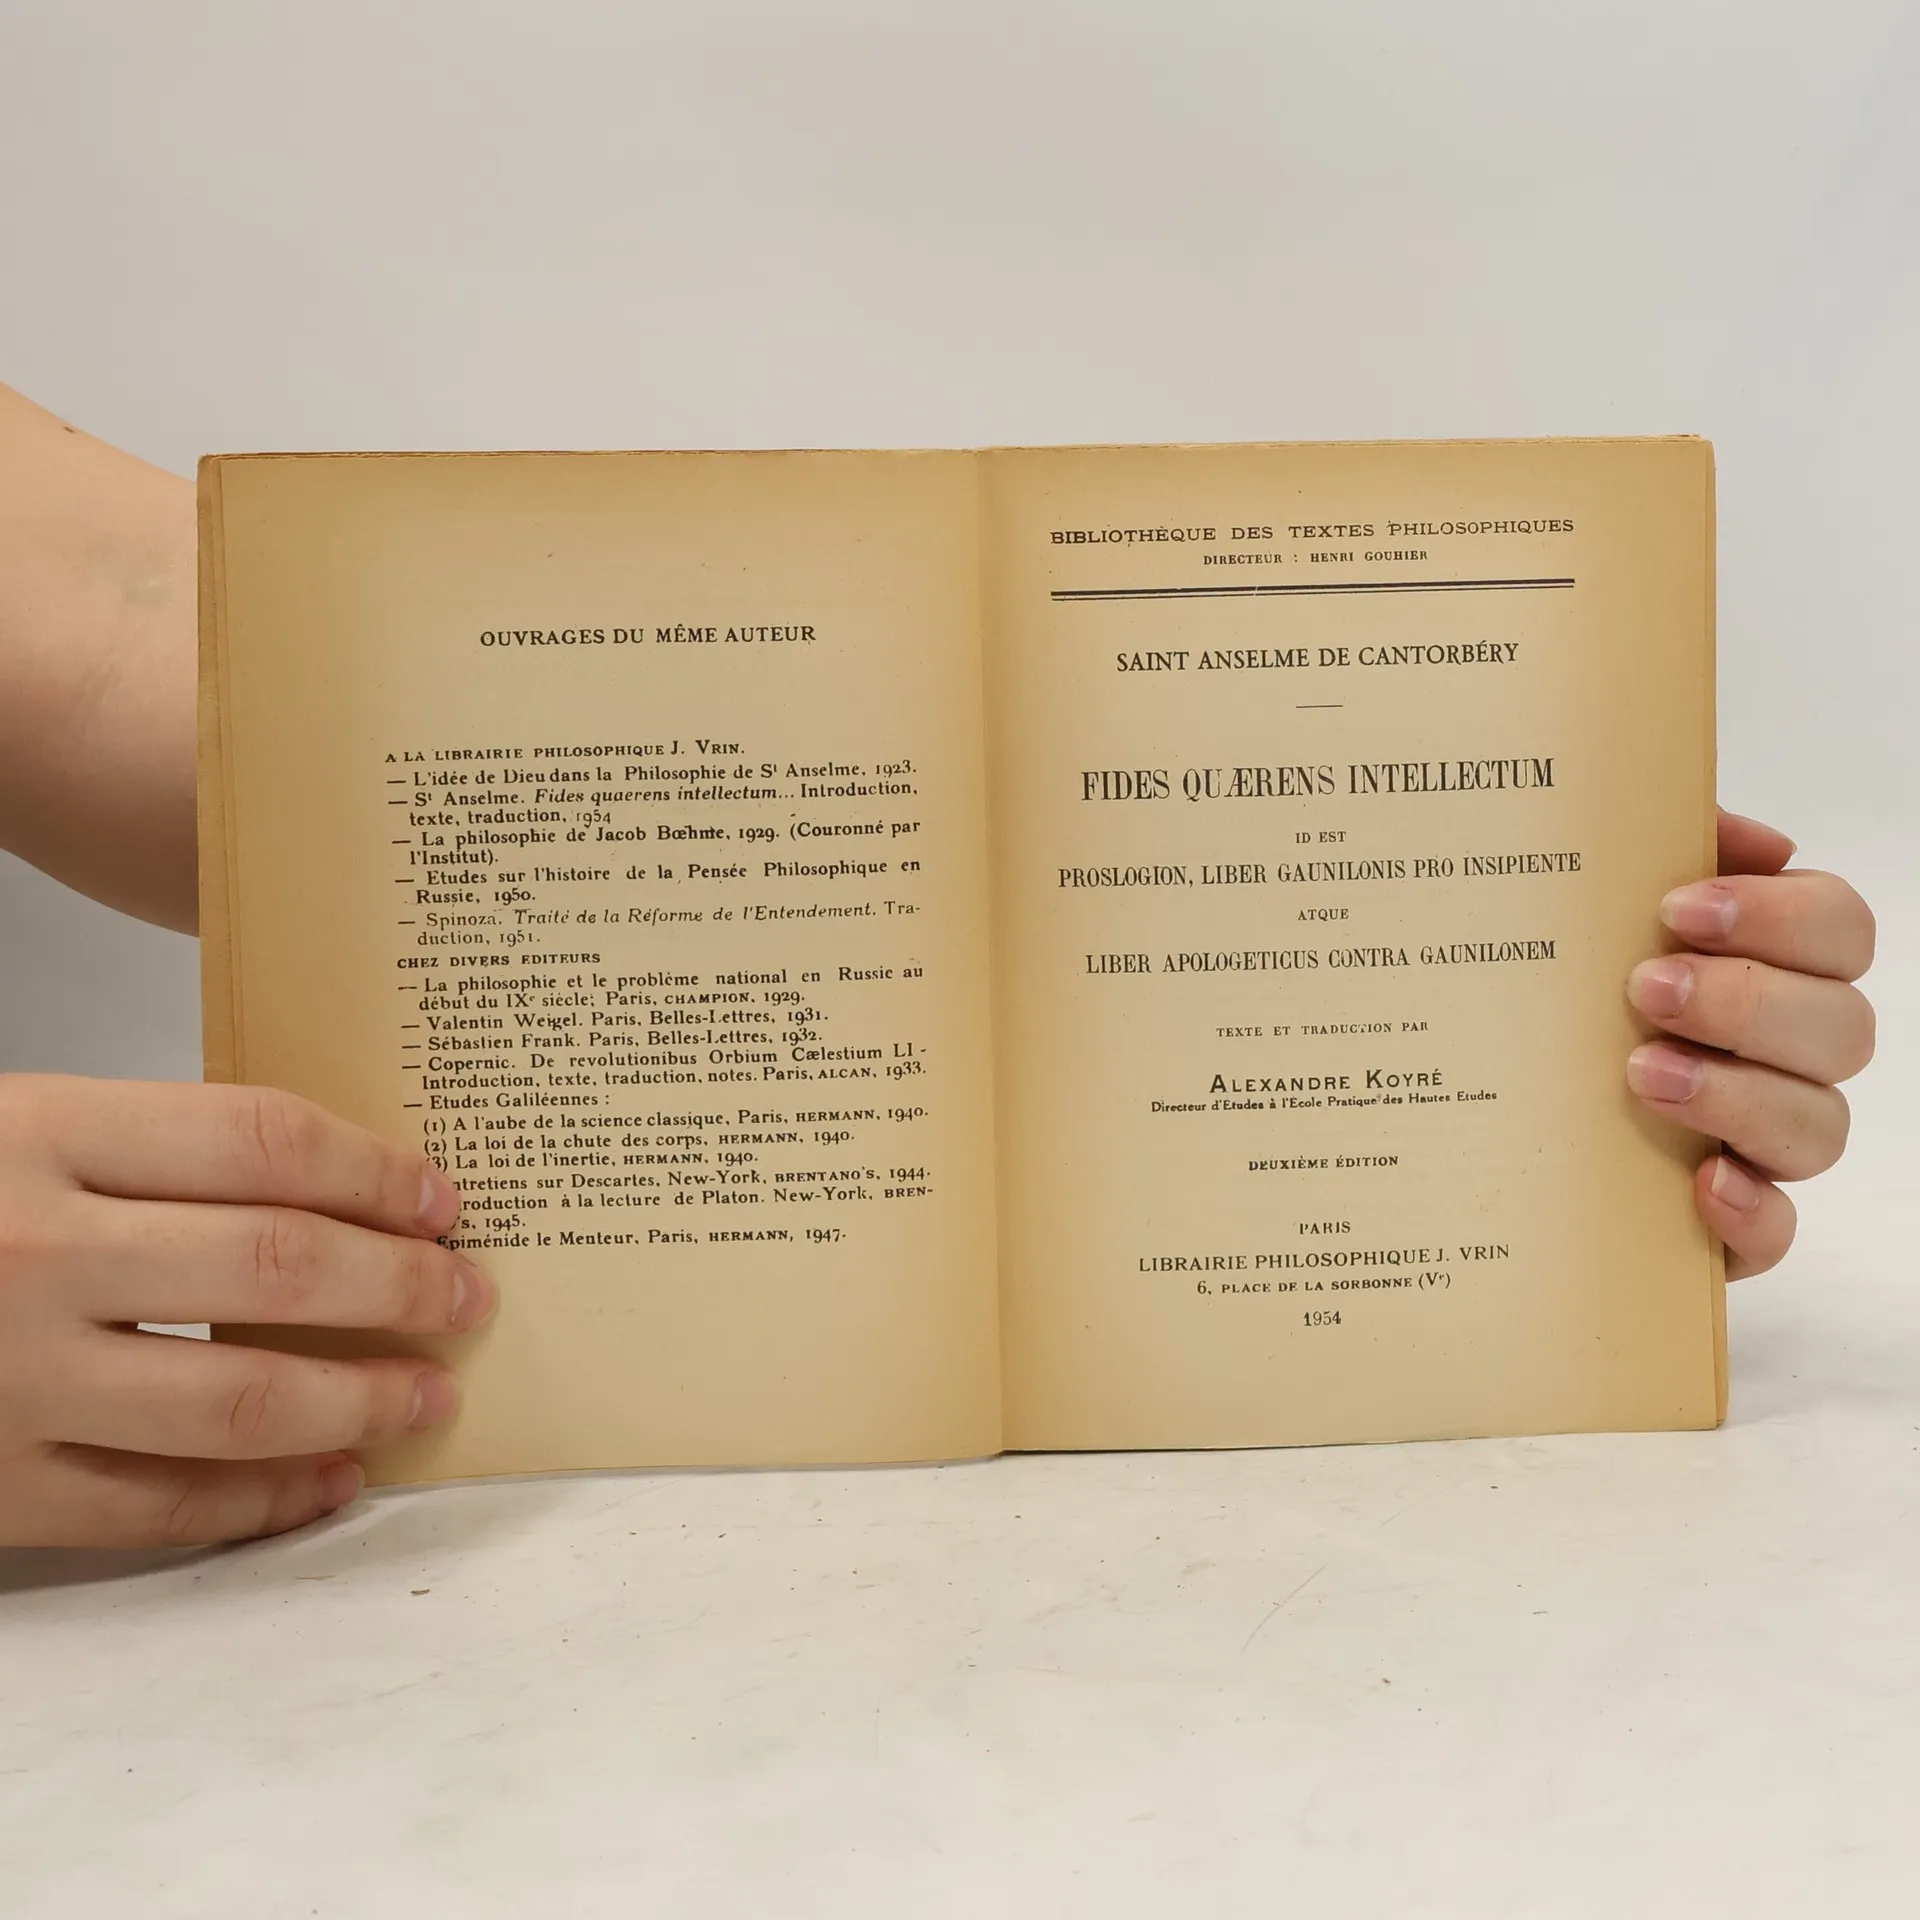 OUVRAGES DU MÊME AUTEUR
A LA LIBRAIRIE PHILOSOPHIQUE J. VRIN.
— L'idée de Dieu dans la Philosophie de St Anselme, 1923.
— St Anselme. Fides quaerens intellectum... Introduction,
texte, traduction, 1954
— La philosophie de Jacob Bœhme, 1929. (Couronné par
l'Institut).
— Etudes sur l'histoire de la Pensée Philosophique en
Russie, 1950.
— Spinoza. Traité de la Réforme de l'Entendement. Tra-
duction, 1951.
CHEZ DIVERS EDITEURS
— La philosophie et le problème national en Russie au
début du IXe siècle; Paris, CHAMPION, 1929.
— Valentin Weigel. Paris, Belles-Lettres, 1931.
— Sébastien Frank. Paris, Belles-Lettres, 1932.
— Copernic. De revolutionibus Orbium Cælestium LI -
Introduction, texte, traduction, notes. Paris, ALCAN, 1933.
— Etudes Galiléennes :
(1) A l'aube de la science classique, Paris, HERMANN, 1940.
(2) La loi de la chute des corps, HERMANN, 1940.
3) La loi de l'inertie, HERMANN, 1940.
ntretiens sur Descartes, New-York, BRENTANO'S, 1944.
roduction à la lecture de Platon. New-York, BREN-
's, 1945.
Epiménide le Menteur, Paris, HERMANN, 1947.
BIBLIOTHÈQUE DES TEXTES PHILOSOPHIQUES
DIRECTEUR : HENRI GOUHIER
SAINT ANSELME DE CANTORBÉRY
FIDES QUÆRENS INTELLECTUM
ID EST
PROSLOGION, LIBER GAUNILONIS PRO INSIPIENTE
ATQUE
LIBER APOLOGETICUS CONTRA GAUNILONEM
TEXTE ET TRADUCTION PAR
ALEXANDRE KOYRÉ
Directeur d'Etudes à l'Ecole Pratique des Hautes Etudes
DEUXIÈME ÉDITION
PARIS
LIBRAIRIE PHILOSOPHIQUE J. VRIN
6, PLACE DE LA SORBONNE (Ve)
1954